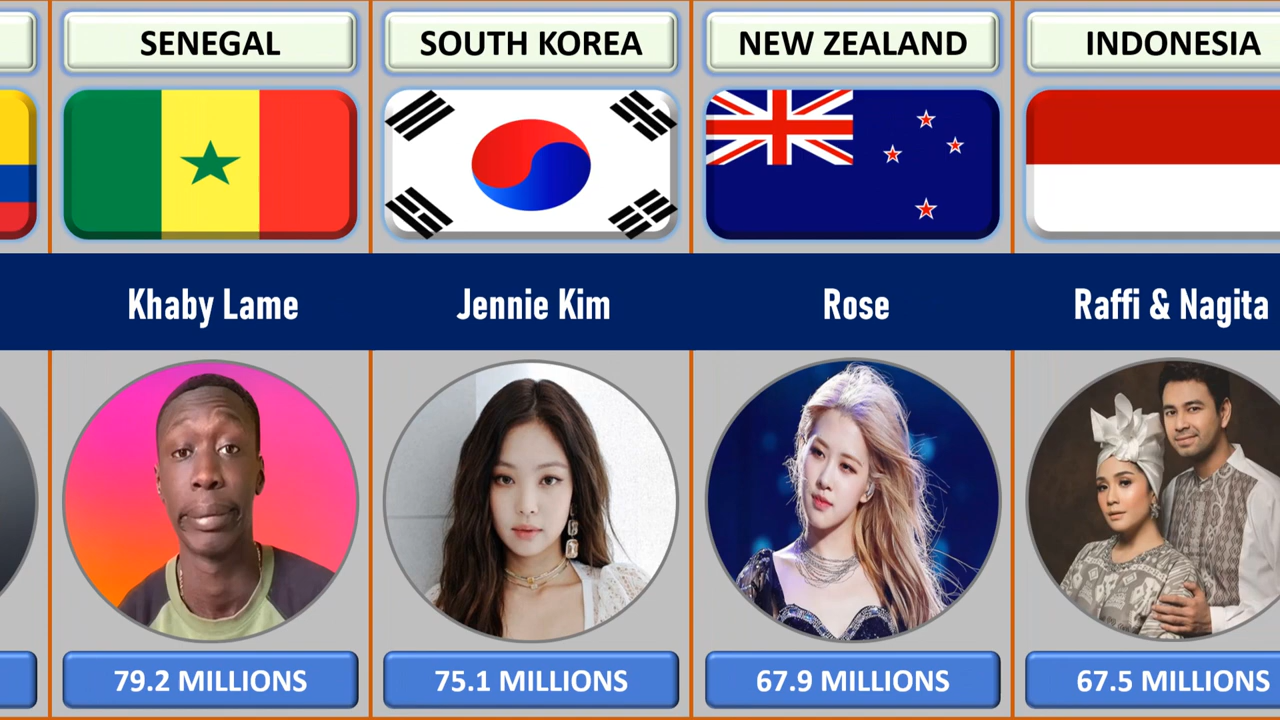 SENEGAL
SOUTH KOREA
NEW ZEALAND
INDONESIA
Khaby Lame
Jennie Kim
Rose
Raffi & Nagita
79.2 MILLIONS
75.1 MILLIONS
67.9 MILLIONS
67.5 MILLIONS